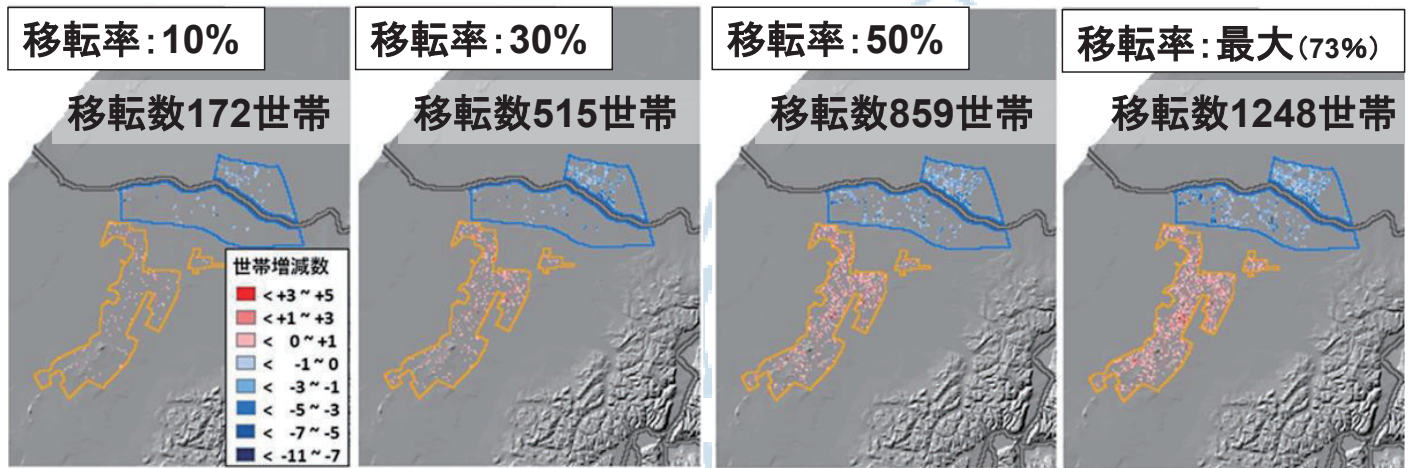 移転率：10%
移転数172世帯
移転率：30%
移転数515世帯
移転率：50%
移転数859世帯
移転率：最大（73%）
移転数1248世帯
世帯増減数
< +3 ~ +5
< +1 ~ +3
< 0 ~ +1
< -1 ~ 0
< -3 ~ -1
< -5 ~ -3
< -7 ~ -5
< -11 ~ -7